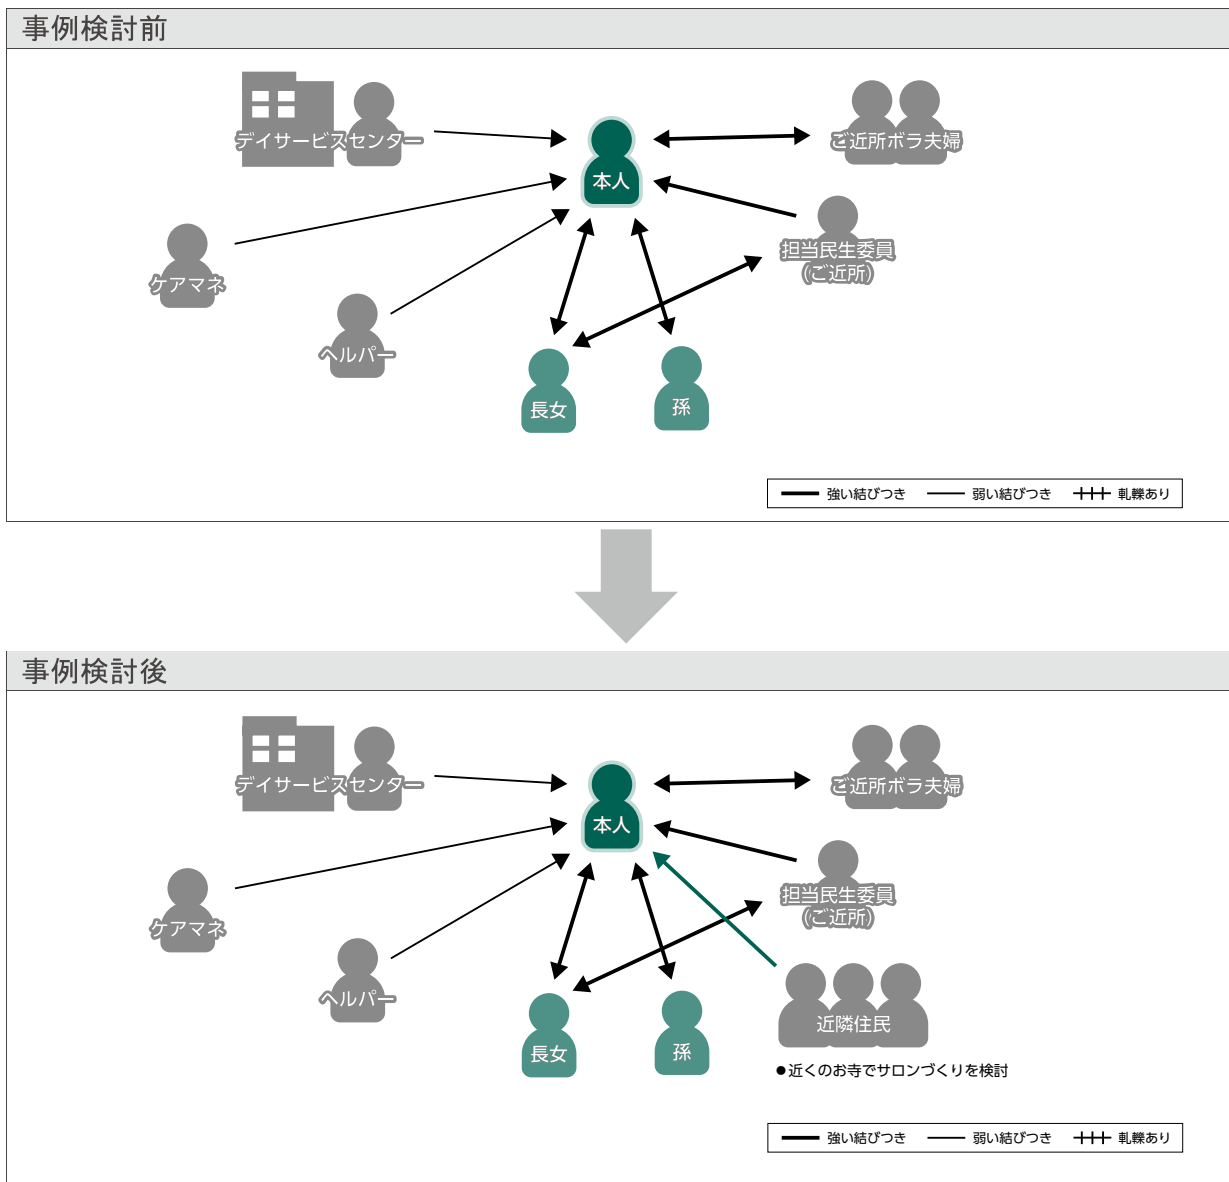 事例検討前
デイサービスセンター
本人
ご近所ボラ夫婦
担当民生委員
(ご近所)
ケアマネ
ヘルパー
長女
孫
強い結びつき 弱い結びつき 軋轢あり
事例検討後
デイサービスセンター
本人
ご近所ボラ夫婦
担当民生委員
(ご近所)
ケアマネ
ヘルパー
長女
孫
近隣住民
●近くのお寺でサロンづくりを検討
強い結びつき 弱い結びつき 軋轢あり